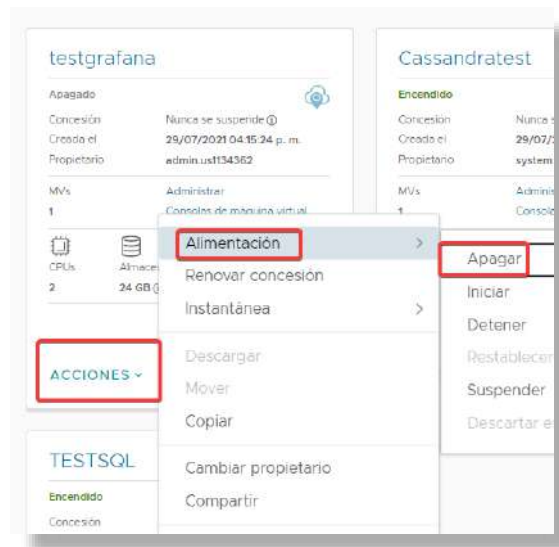 testgrafana
Apagado
Concesión Nunca se suspende
Creada el 29/07/2021 04:15:24 p. m.
Propietario admin.us1134362
MVs Administrar
1 Consolas de máquina virtual
CPUs
2 24 GB
ACCIONES
Cassandratest
Encendido
Concesión Nunca
Creada el 29/07/
Propietario system
MVs
1
Alimentación
Renovar concesión
Instantánea
Descargar
Mover
Copiar
Cambiar propietario
Compartir
Apagar
Iniciar
Detener
Restablecer
Suspender
Descartar
TESTSQL
Encendido
Concesión